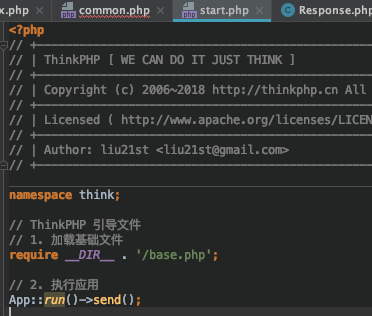 x.php common.php start.php Response.php
<?php
// +
// | ThinkPHP [ WE CAN DO IT JUST THINK ]
// +
// | Copyright (c) 2006~2018 http://thinkphp.cn All
// +
// | Licensed ( http://www.apache.org/licenses/LICEN
// +
// | Author: liu21st <liu21st@gmail.com>
// +
namespace think;
// ThinkPHP 引导文件
// 1. 加载基础文件
require __DIR__ . '/base.php';
// 2. 执行应用
App::run()->send();